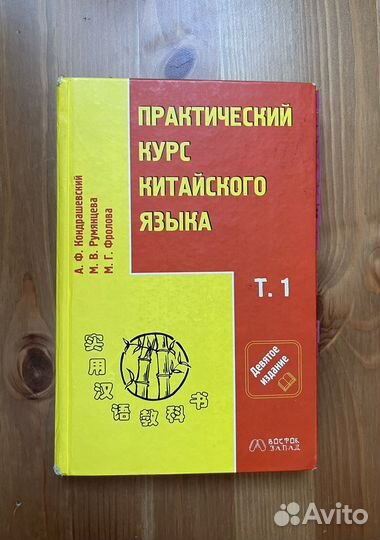 ПРАКТИЧЕСКИЙ
КУРС
КИТАЙСКОГО
ЯЗЫКА
А. Ф. Кондрашевский
М. В. Румянцева
М. Г. Фролова
Т. 1
Девятое
издание
实用汉语教科书
ВОСТОК
ЗАПАД
Avito